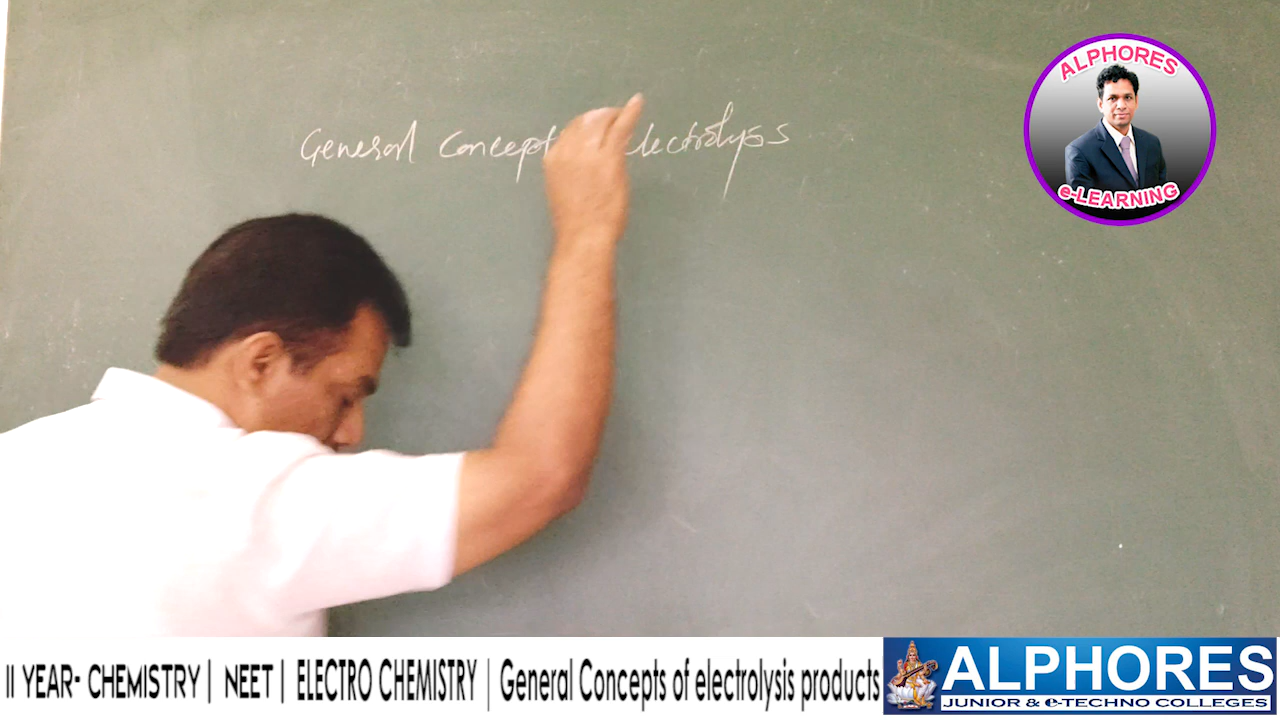 General Concept electrolysis
ALPHORES
e-LEARNING
II YEAR- CHEMISTRY | NEET | ELECTRO CHEMISTRY | General Concepts of electrolysis products
ALPHORES
JUNIOR & e-TECHNO COLLEGES